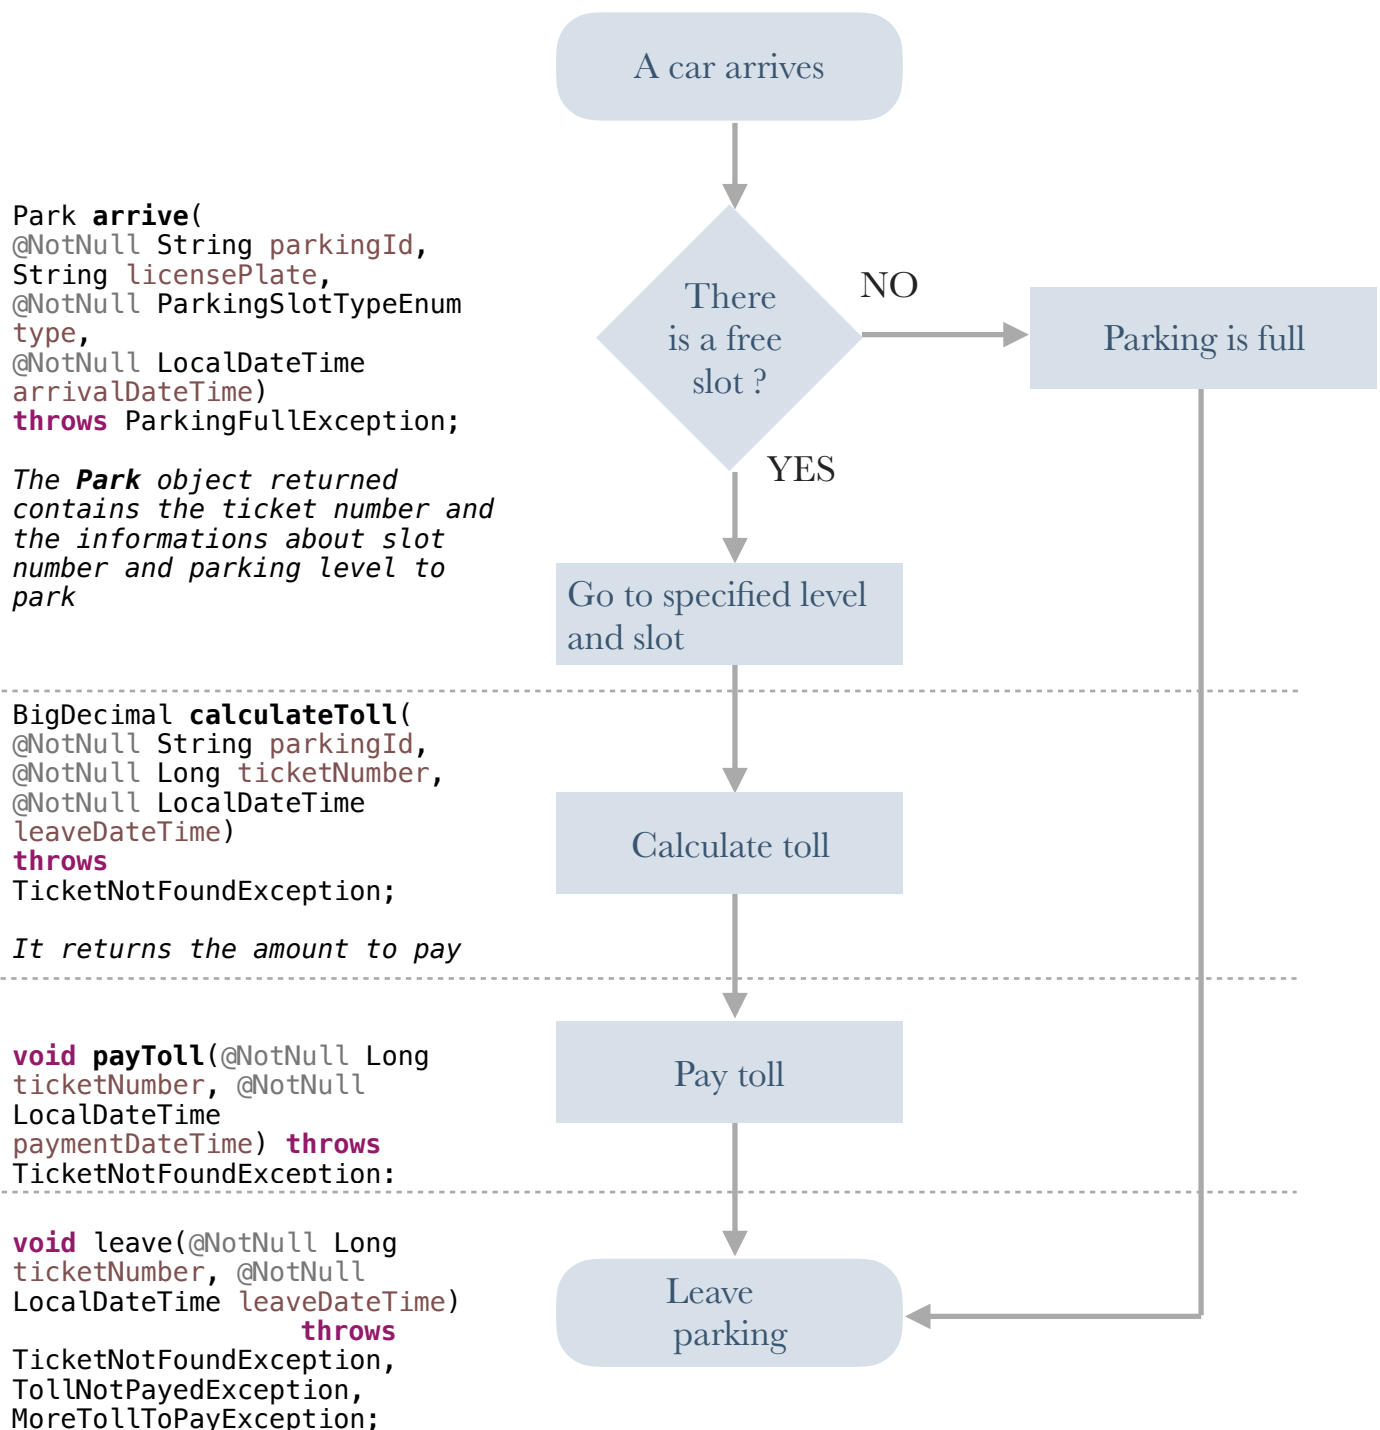 A car arrives
Park arrive(
@NotNull String parkingId,
String licensePlate,
@NotNull ParkingSlotTypeEnum
type,
@NotNull LocalDateTime
arrivalDateTime)
throws ParkingFullException;
The Park object returned
contains the ticket number and
the informations about slot
number and parking level to
park
There
is a free
slot ?
NO
Parking is full
YES
Go to specified level
and slot
BigDecimal calculateToll(
@NotNull String parkingId,
@NotNull Long ticketNumber,
@NotNull LocalDateTime
leaveDateTime)
throws
TicketNotFoundException;
It returns the amount to pay
Calculate toll
void payToll(@NotNull Long
ticketNumber, @NotNull
LocalDateTime
paymentDateTime) throws
TicketNotFoundException;
Pay toll
void leave(@NotNull Long
ticketNumber, @NotNull
LocalDateTime leaveDateTime)
throws
TicketNotFoundException,
TollNotPayedException,
MoreTollToPayException;
Leave
parking